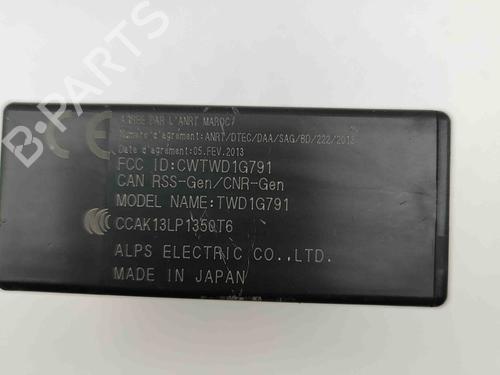 AGREE PAR L'ANRT MAROC
Numéro d'agrément: ANRT/DTEC/DAA/SAG/BD/222/2013
Date d'agrément:05.FEV.2013
FCC ID:CWTWD1G791
CAN RSS-Gen/CNR-Gen
MODEL NAME:TWD1G791
CCAK13LP1350T6
ALPS ELECTRIC CO.,LTD.
MADE IN JAPAN
CE
CCC
B-PARTS